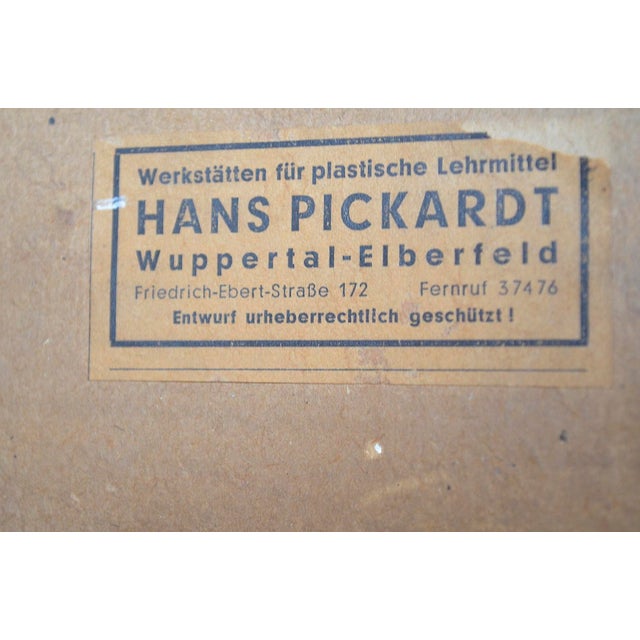 Werkstätten für plastische Lehrmittel
HANS PICKARDT
Wuppertal-Elberfeld
Friedrich-Ebert-Straße 172 Fernruf 37476
Entwurf urheberrechtlich geschützt!